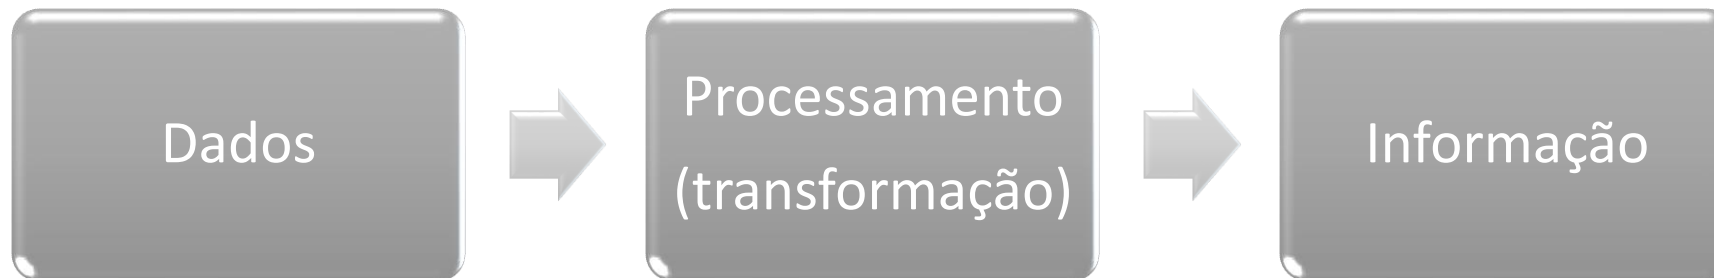 Dados
Processamento
(transformação)
Informação